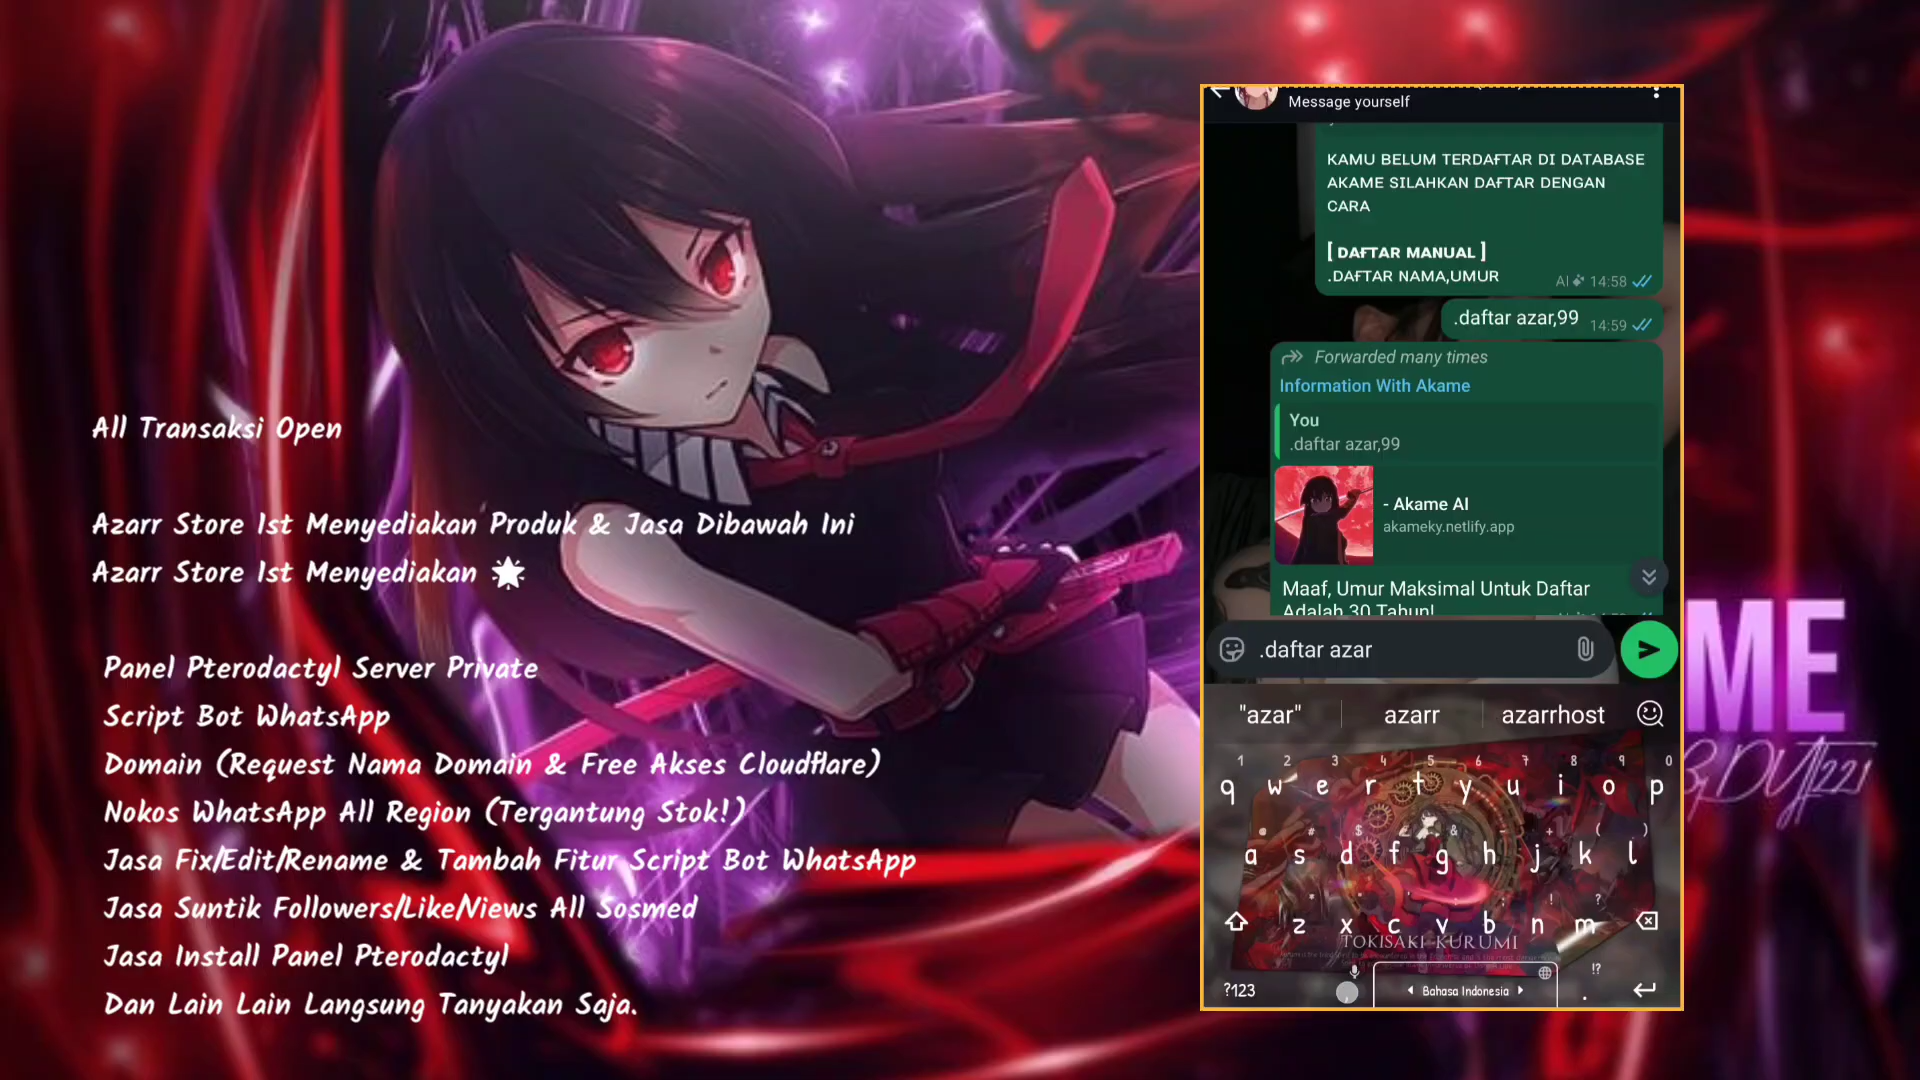 All Transaksi Open
Azarr Store 1st Menyediakan Produk & Jasa Dibawah Ini
Azarr Store 1st Menyediakan 🌟
Panel Pterodactyl Server Private
Script Bot WhatsApp
Domain (Request Nama Domain & Free Akses Cloudflare)
Nokos WhatsApp All Region (Tergantung Stok!)
Jasa Fix/Edit/Rename & Tambah Fitur Script Bot WhatsApp
Jasa Suntik Followers/Like/Views All Sosmed
Jasa Install Panel Pterodactyl
Dan Lain Lain Langsung Tanyakan Saja.
Message yourself
KAMU BELUM TERDAFTAR DI DATABASE
AKAME SILAHKAN DAFTAR DENGAN
CARA
[ DAFTAR MANUAL ]
.DAFTAR NAMA,UMUR
AI 14:58
.daftar azar,99
14:59
Forwarded many times
Information With Akame
You
.daftar azar,99
- Akame AI
akameky.netlify.app
Maaf, Umur Maksimal Untuk Daftar
Adalah 30 Tahun!
.daftar azar
"azar" azarr azarrhost
1 2 3 4 5 6 7 8 9 0
q w e r t y u i o p
@ # $ & - + ( )
a s d f g h j k l
* " ' : ; ! ?
z x c v b n m
TOKISAKI KURUMI
!?
?123 , Bahasa Indonesia .
ME